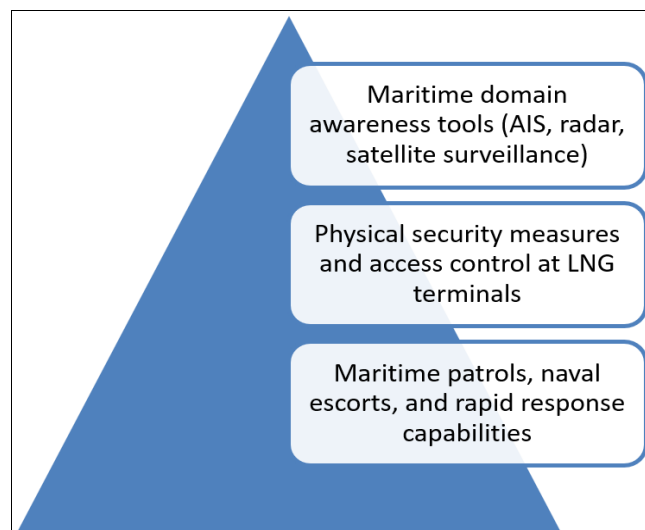 Maritime domain
awareness tools (AIS, radar,
satellite surveillance)
Physical security measures
and access control at LNG
terminals
Maritime patrols, naval
escorts, and rapid response
capabilities